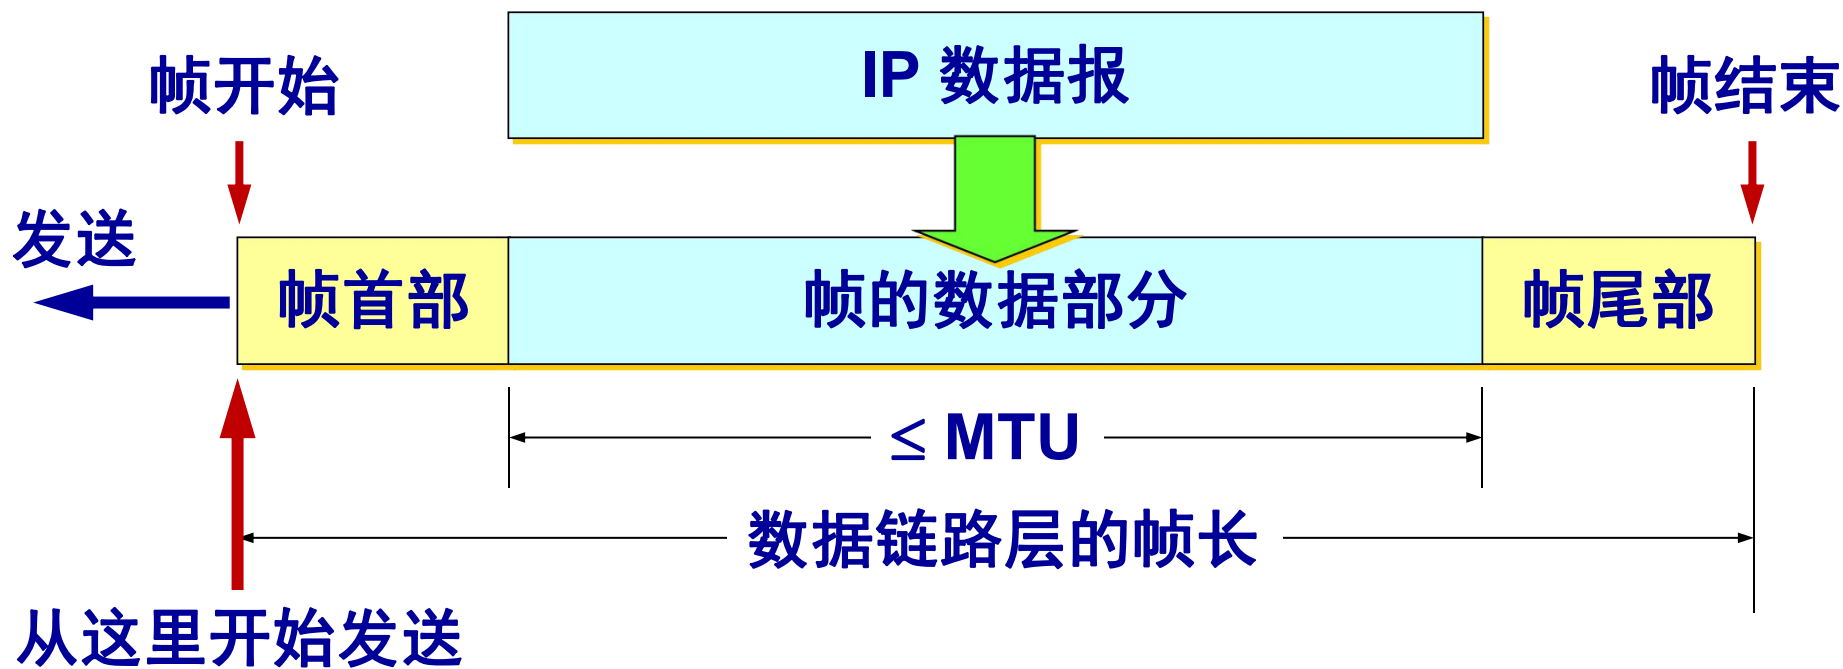 IP 数据报
帧开始
帧结束
发送
帧首部
帧的数据部分
帧尾部
≤ MTU
数据链路层的帧长
从这里开始发送